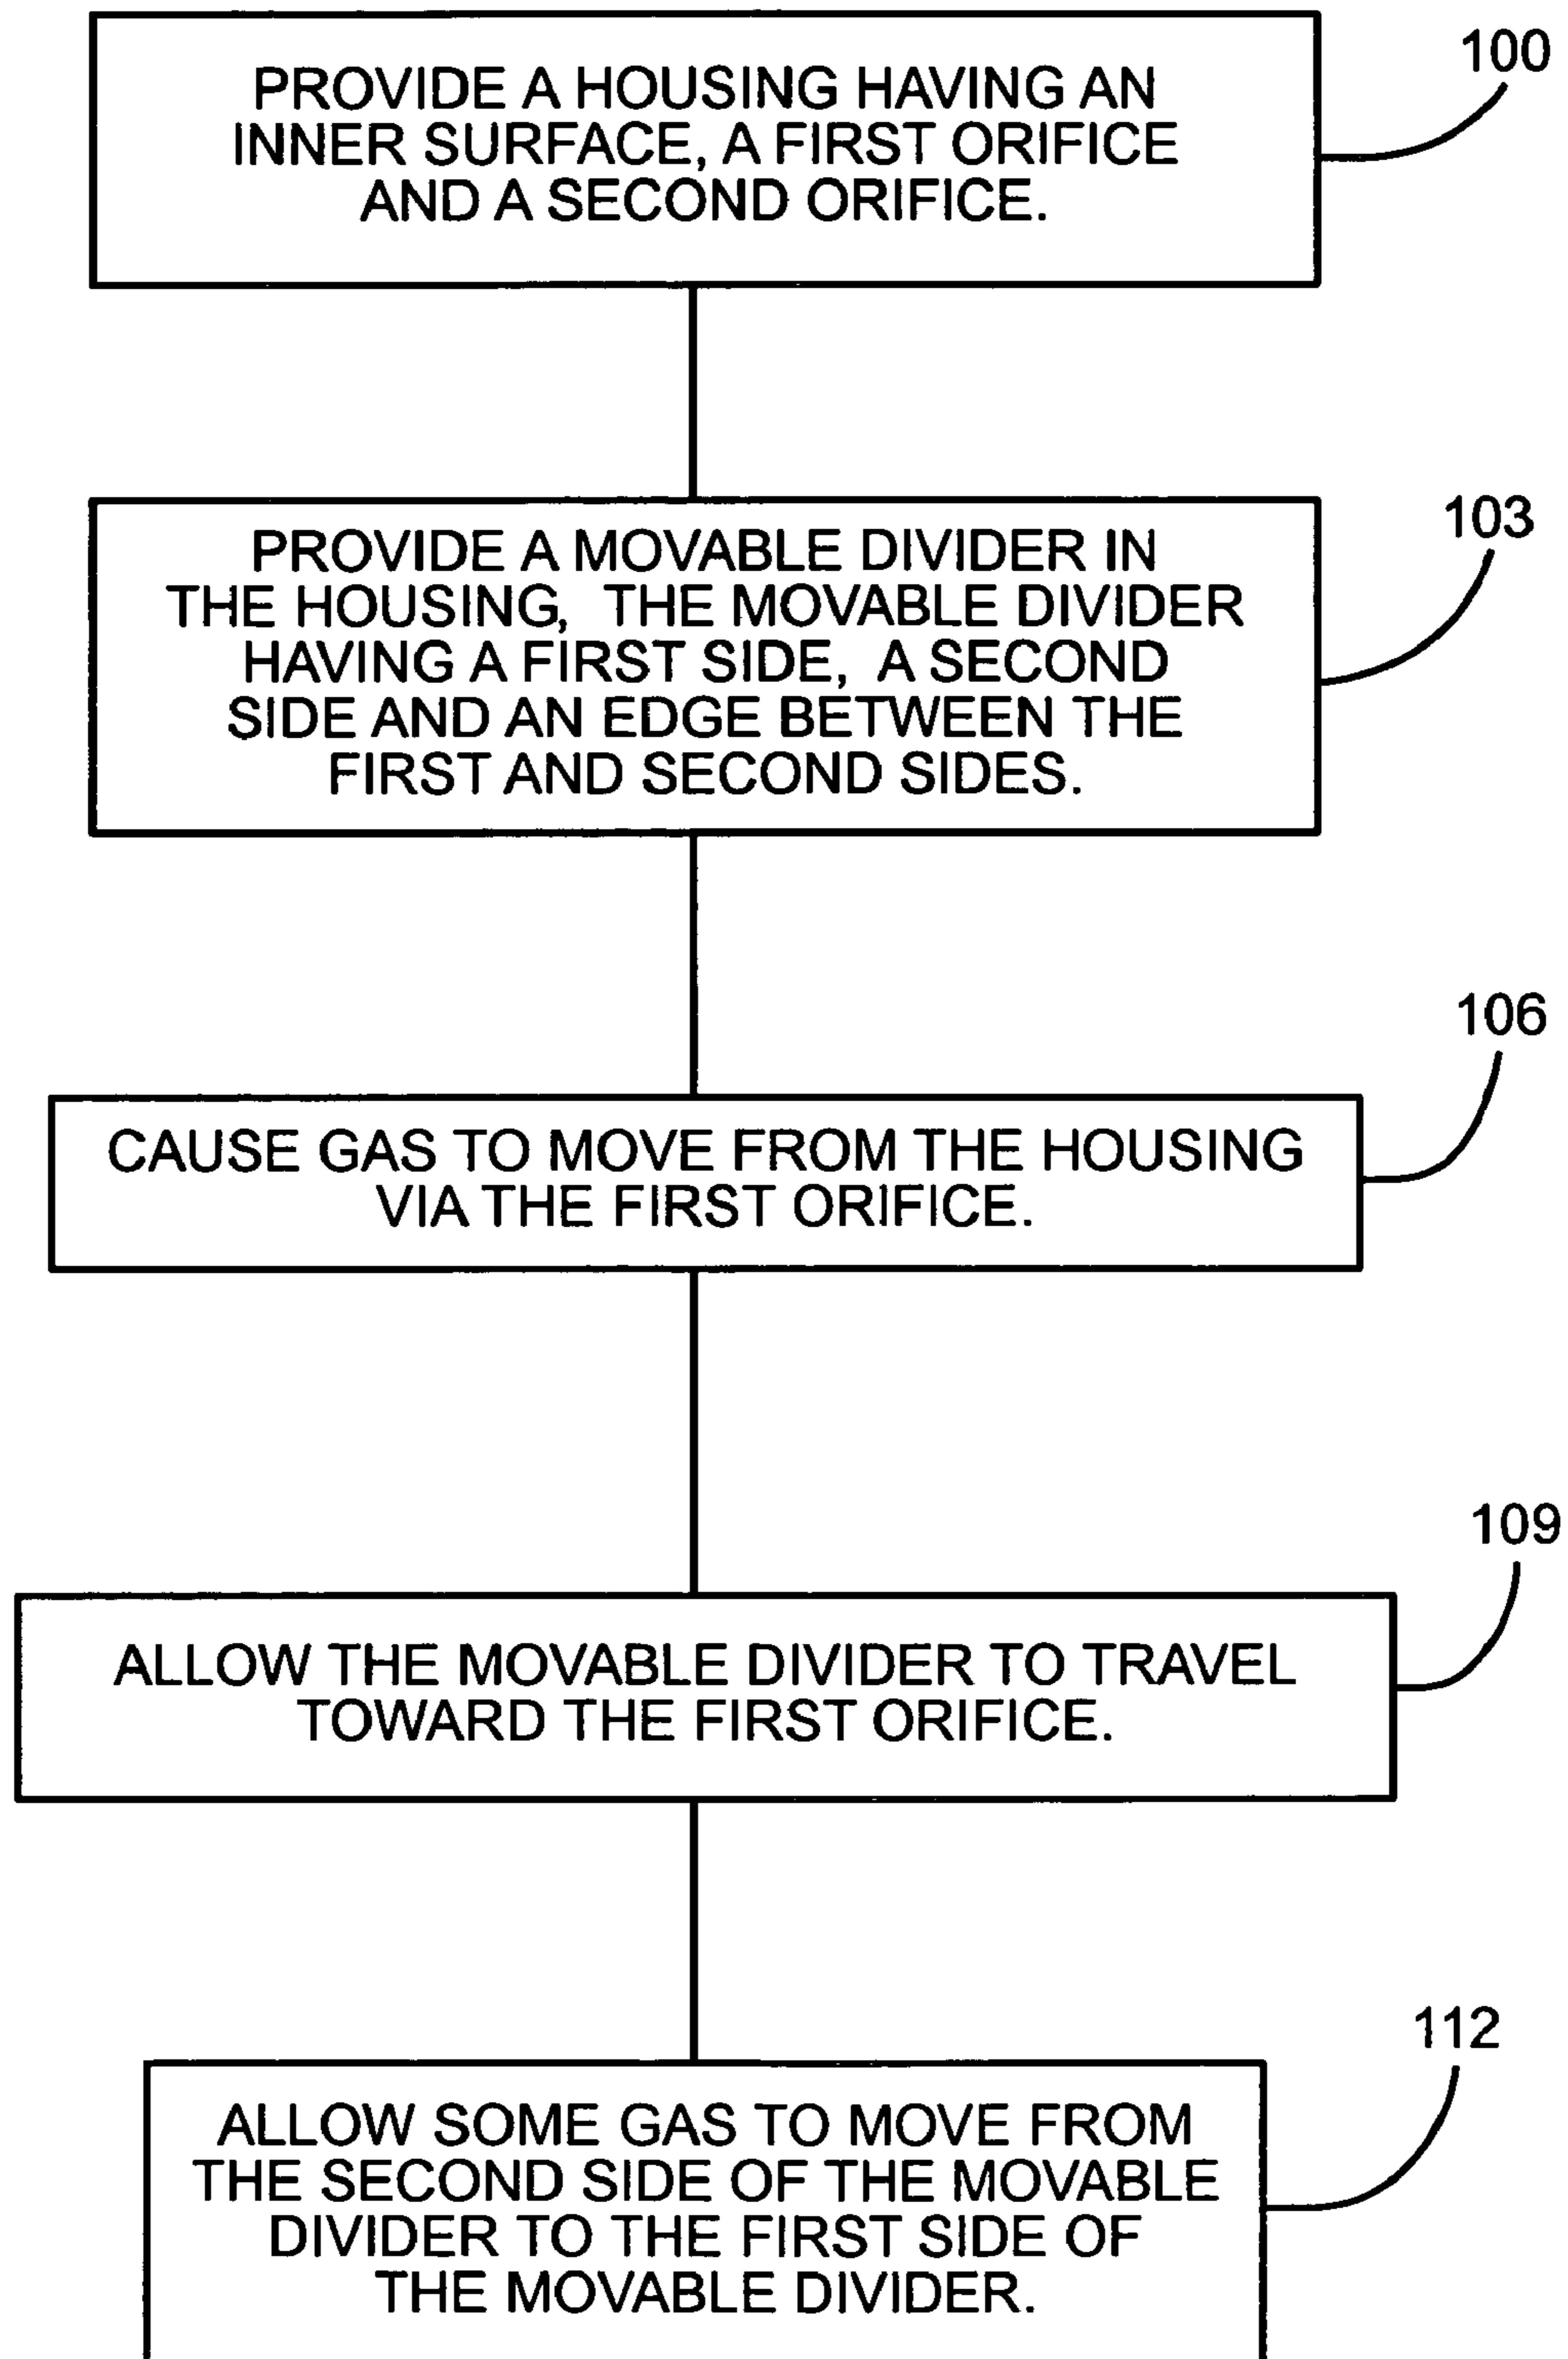 100
PROVIDE A HOUSING HAVING AN
INNER SURFACE, A FIRST ORIFICE
AND A SECOND ORIFICE.
103
PROVIDE A MOVABLE DIVIDER IN
THE HOUSING, THE MOVABLE DIVIDER
HAVING A FIRST SIDE, A SECOND
SIDE AND AN EDGE BETWEEN THE
FIRST AND SECOND SIDES.
106
CAUSE GAS TO MOVE FROM THE HOUSING
VIA THE FIRST ORIFICE.
109
ALLOW THE MOVABLE DIVIDER TO TRAVEL
TOWARD THE FIRST ORIFICE.
112
ALLOW SOME GAS TO MOVE FROM
THE SECOND SIDE OF THE MOVABLE
DIVIDER TO THE FIRST SIDE OF
THE MOVABLE DIVIDER.